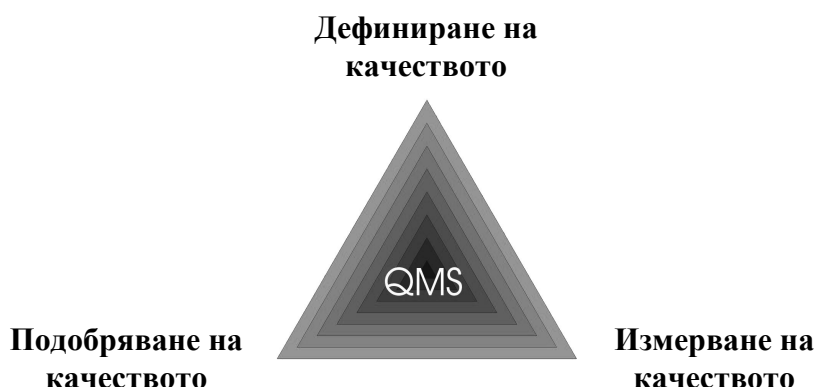 Дефиниране на
качеството
QMS
Подобряване на
качеството
Измерване на
качеството